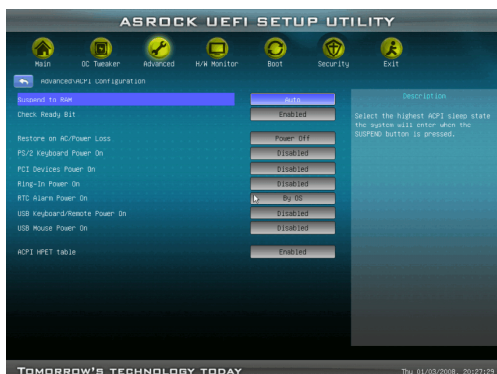 ASROCK UEFI SETUP UTILITY
Main OC Tweaker Advanced H/W Monitor Boot Security Exit
Advanced\ACPI Configuration
Suspend to RAM Auto
Check Ready Bit Enabled
Restore on AC/Power Loss Power Off
PS/2 Keyboard Power On Disabled
PCI Devices Power On Disabled
Ring-In Power On Disabled
RTC Alarm Power On By OS
USB Keyboard/Remote Power On Disabled
USB Mouse Power On Disabled
ACPI HPET table Enabled
Description
Select the highest ACPI sleep state
the system will enter when the
SUSPEND button is pressed.
TOMORROW'S TECHNOLOGY TODAY
Thu 01/03/2008, 20:27:29